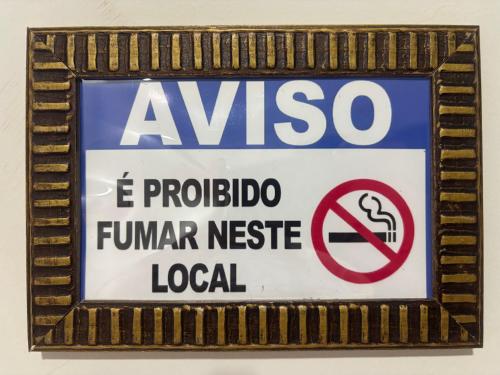 AVISO
É PROIBIDO
FUMAR NESTE
LOCAL